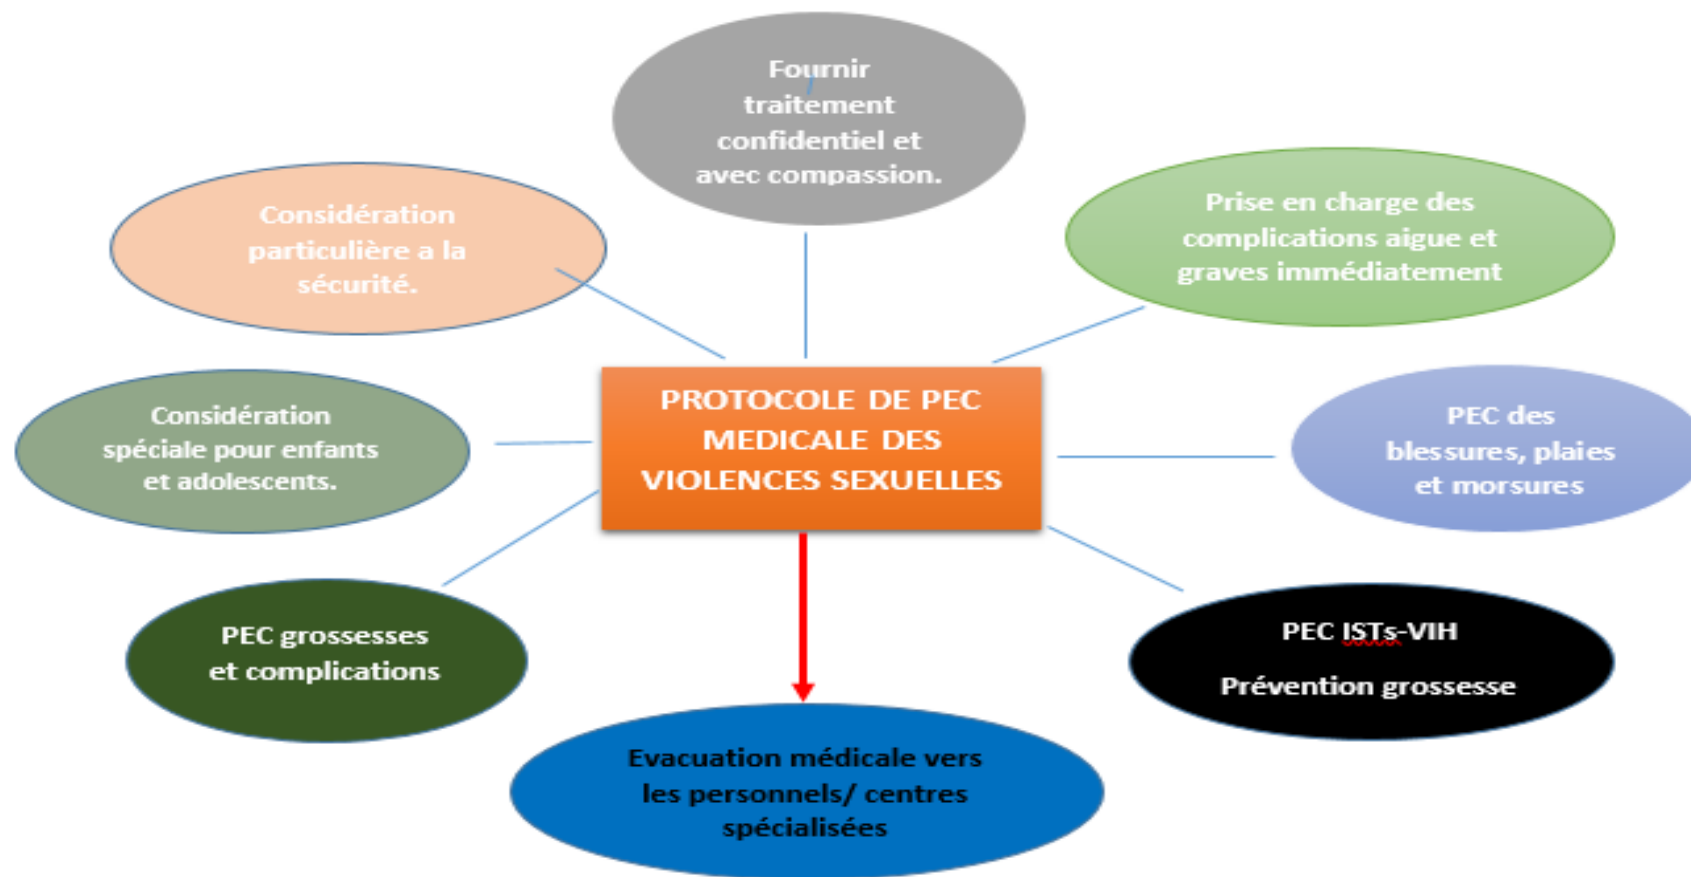 Fournir
traitement
confidentiel et
avec compassion.
Considération
particulière a la
sécurité.
Prise en charge des
complications aigue et
graves immédiatement
PROTOCOLE DE PEC
MEDICALE DES
VIOLENCES SEXUELLES
Considération
spéciale pour enfants
et adolescents.
PEC des
blessures, plaies
et morsures
PEC grossesses
et complications
PEC ISTs-VIH
Prévention grossesse
Evacuation médicale vers
les personnels/ centres
spécialisées